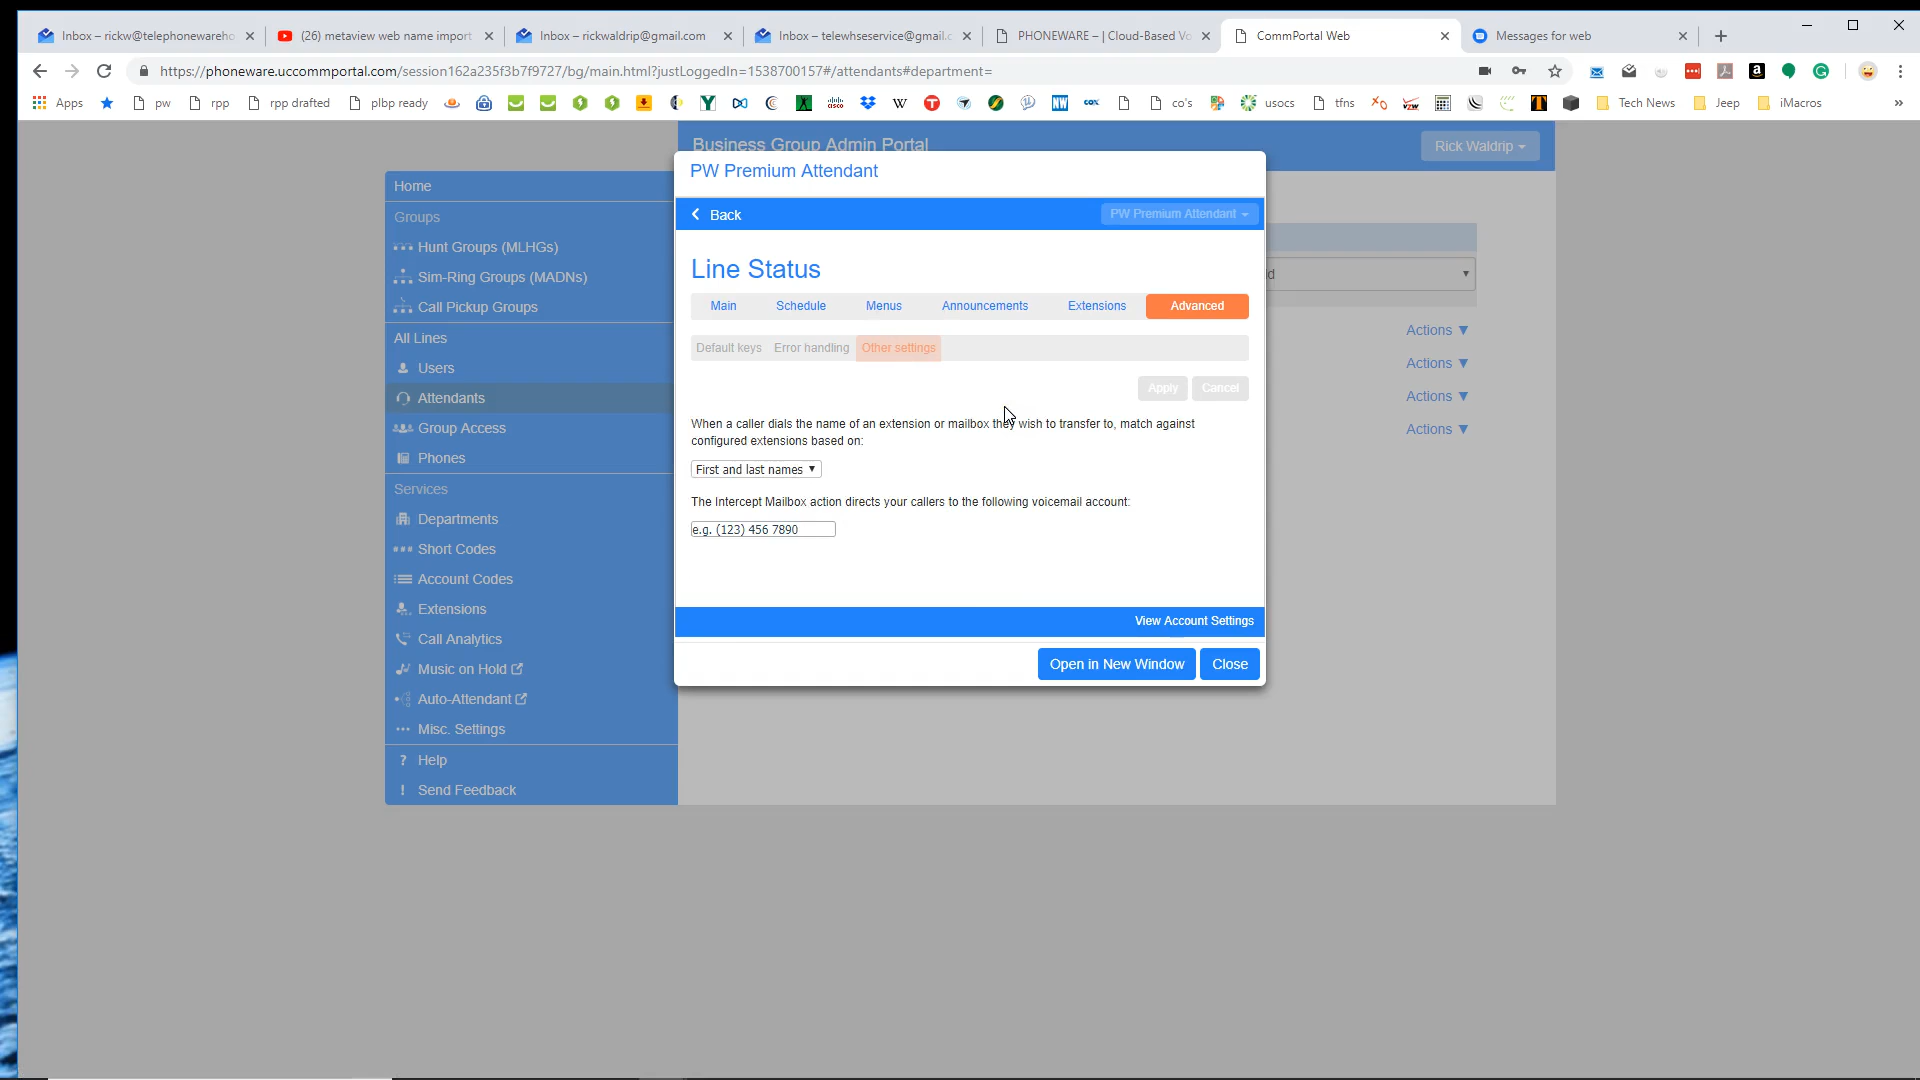 Inbox – rickw@telephonewareho
(26) metaview web name import
Inbox – rickwaldrip@gmail.com
Inbox – telewhseservice@gmail.c
PHONEWARE – | Cloud-Based Vo
CommPortal Web
Messages for web
https://phoneware.uccommportal.com/session162a235f3b7f9727/bg/main.html?justLoggedIn=1538700157#/attendants#department=
Apps
pw
rpp
rpp drafted
plbp ready
co's
usocs
tfns
Tech News
Jeep
iMacros
»
Business Group Admin Portal
Rick Waldrip
Home
Groups
Hunt Groups (MLHGs)
Sim-Ring Groups (MADNs)
Call Pickup Groups
All Lines
Users
Attendants
Group Access
Phones
Services
Departments
Short Codes
Account Codes
Extensions
Call Analytics
Music on Hold
Auto-Attendant
Misc. Settings
Help
Send Feedback
PW Premium Attendant
Back
PW Premium Attendant
Line Status
Main
Schedule
Menus
Announcements
Extensions
Advanced
Default keys
Error handling
Other settings
Apply
Cancel
When a caller dials the name of an extension or mailbox they wish to transfer to, match against
configured extensions based on:
First and last names
The Intercept Mailbox action directs your callers to the following voicemail account:
e.g. (123) 456 7890
View Account Settings
Open in New Window
Close
Actions
Actions
Actions
Actions